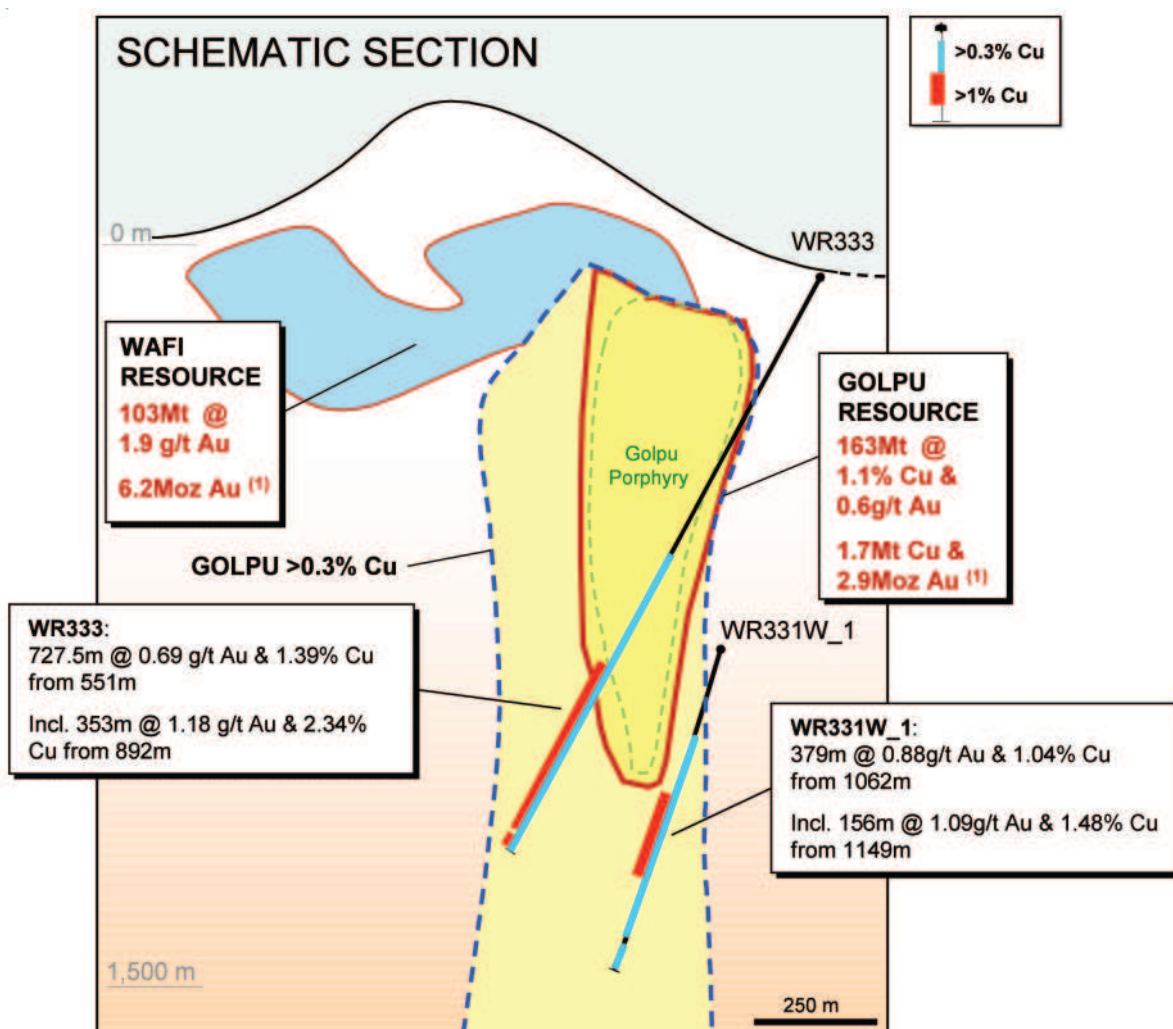 SCHEMATIC SECTION
>0.3% Cu
>1% Cu
0 m
WR333
WAFI
RESOURCE
103Mt @
1.9 g/t Au
6.2Moz Au (1)
GOLPU
RESOURCE
163Mt @
1.1% Cu &
0.6g/t Au
1.7Mt Cu &
2.9Moz Au (1)
Golpu
Porphyry
GOLPU >0.3% Cu
WR333:
727.5m @ 0.69 g/t Au & 1.39% Cu
from 551m
Incl. 353m @ 1.18 g/t Au & 2.34%
Cu from 892m
WR331W_1
WR331W_1:
379m @ 0.88g/t Au & 1.04% Cu
from 1062m
Incl. 156m @ 1.09g/t Au & 1.48% Cu
from 1149m
1,500 m
250 m